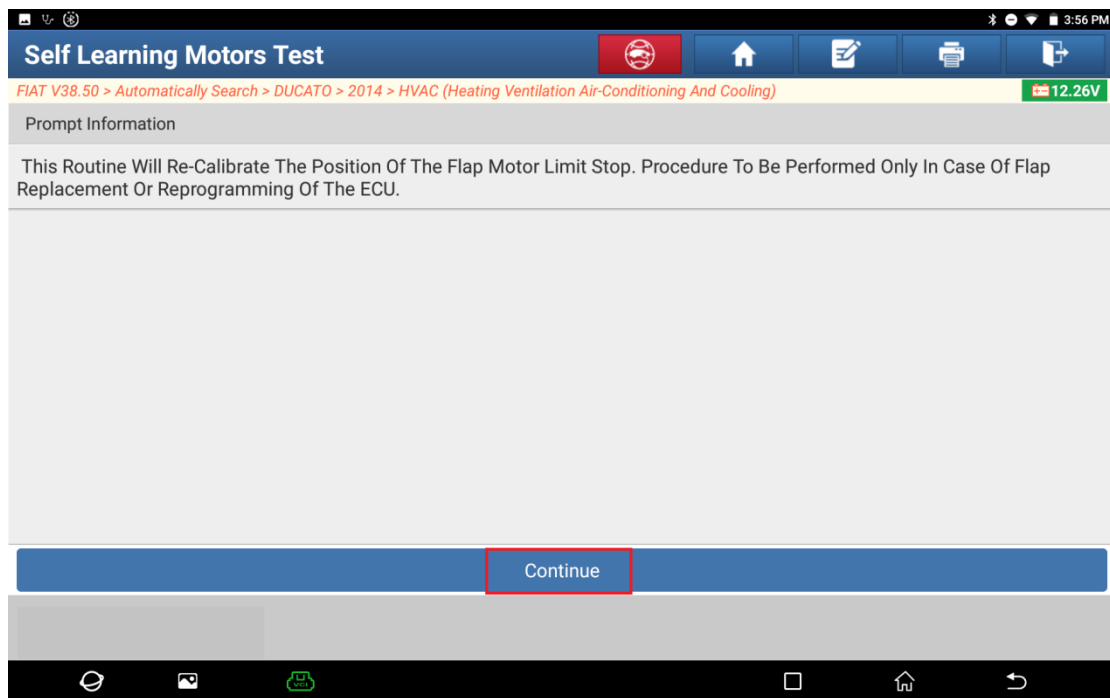 3:56 PM
Self Learning Motors Test
FIAT V38.50 > Automatically Search > DUCATO > 2014 > HVAC (Heating Ventilation Air-Conditioning And Cooling)
12.26V
Prompt Information
This Routine Will Re-Calibrate The Position Of The Flap Motor Limit Stop. Procedure To Be Performed Only In Case Of Flap
Replacement Or Reprogramming Of The ECU.
Continue
VCI